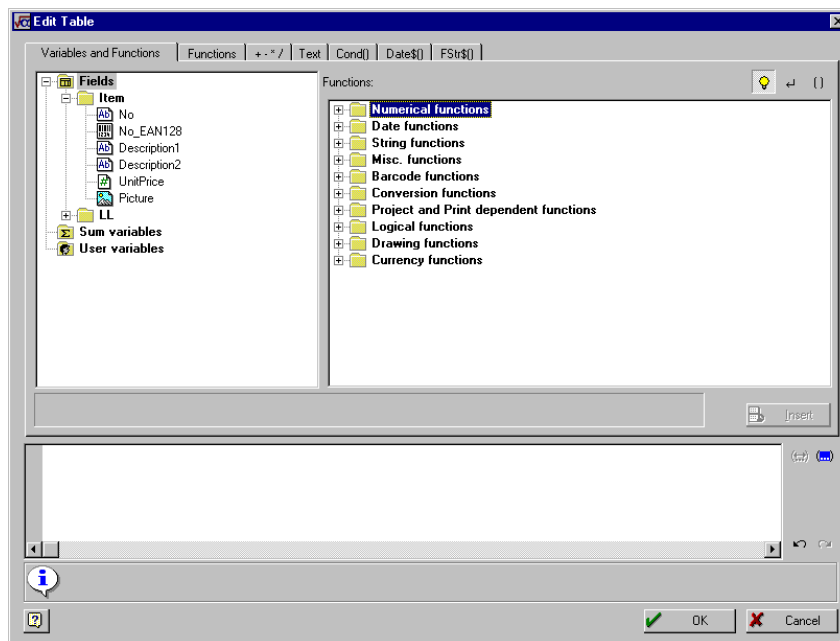 Edit Table
Variables and Functions Functions + - * / Text Cond() Date$() FStr$()
Fields
Item
No
No_EAN128
Description1
Description2
UnitPrice
Picture
LL
Sum variables
User variables
Functions:
Numerical functions
Date functions
String functions
Misc. functions
Barcode functions
Conversion functions
Project and Print dependent functions
Logical functions
Drawing functions
Currency functions
Insert
OK Cancel